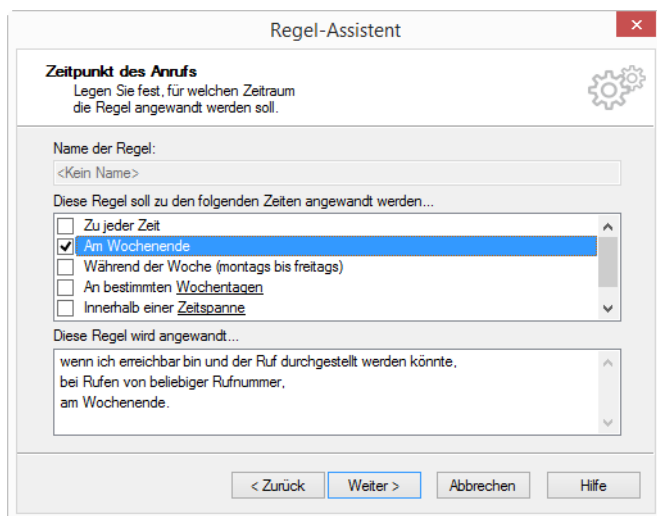 Regel-Assistent
Zeitpunkt des Anrufs
Legen Sie fest, für welchen Zeitraum
die Regel angewandt werden soll.
Name der Regel:
<Kein Name>
Diese Regel soll zu den folgenden Zeiten angewandt werden...
Zu jeder Zeit
Am Wochenende
Während der Woche (montags bis freitags)
An bestimmten Wochentagen
Innerhalb einer Zeitspanne
Diese Regel wird angewandt...
wenn ich erreichbar bin und der Ruf durchgestellt werden könnte,
bei Rufen von beliebiger Rufnummer,
am Wochenende.
< Zurück Weiter > Abbrechen Hilfe